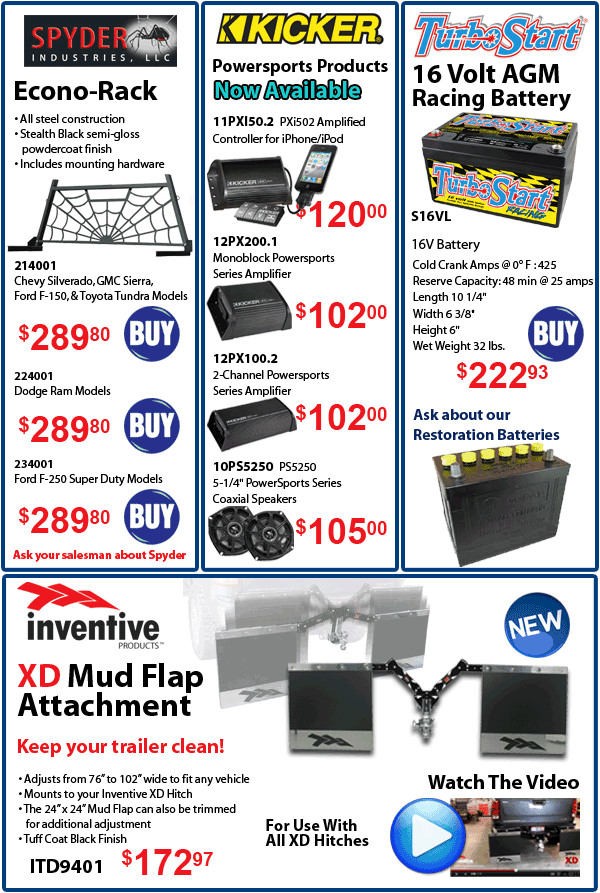 SPYDER
INDUSTRIES, LLC
Econo-Rack
• All steel construction
• Stealth Black semi-gloss
powdercoat finish
• Includes mounting hardware
214001
Chevy Silverado, GMC Sierra,
Ford F-150, & Toyota Tundra Models
$289 80
BUY
224001
Dodge Ram Models
$289 80
BUY
234001
Ford F-250 Super Duty Models
$289 80
BUY
Ask your salesman about Spyder
KICKER.
Powersports Products
Now Available
11PXI50.2 PXi502 Amplified
Controller for iPhone/iPod
KICKER
$120 00
12PX200.1
Monoblock Powersports
Series Amplifier
$102 00
12PX100.2
2-Channel Powersports
Series Amplifier
$102 00
10PS5250 PS5250
5-1/4" PowerSports Series
Coaxial Speakers
$105 00
TurboStart
16 Volt AGM
Racing Battery
TurboStart
TurboStart
RACING
S16VL
16V Battery
Cold Crank Amps @ 0° F : 425
Reserve Capacity: 48 min @ 25 amps
Length 10 1/4"
Width 6 3/8"
Height 6"
Wet Weight 32 lbs.
BUY
$222 93
Ask about our
Restoration Batteries
inventive
PRODUCTS™
XD Mud Flap
Attachment
Keep your trailer clean!
• Adjusts from 76” to 102” wide to fit any vehicle
• Mounts to your Inventive XD Hitch
• The 24” x 24” Mud Flap can also be trimmed
for additional adjustment
• Tuff Coat Black Finish
ITD9401 $172 97
NEW
For Use With
All XD Hitches
Watch The Video
XD